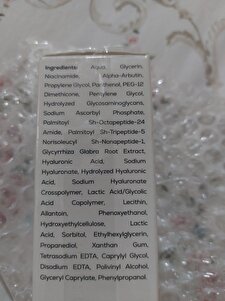 Ingredients: Aqua, Glycerin,
Niacinamide, Alpha-Arbutin,
Propylene Glycol, Panthenol, PEG-12
Dimethicone, Pentylene Glycol,
Hydrolyzed Glycosaminoglycans,
Sodium Ascorbyl Phosphate,
Palmitoyl Sh-Octapeptide-24
Amide, Palmitoyl Sh-Tripeptide-5
Norisoleucyl Sh-Nonapeptide-1,
Glycyrrhiza Glabra Root Extract,
Hyaluronic Acid, Sodium
Hyaluronate, Hydrolyzed Hyaluronic
Acid, Sodium Hyaluronate
Crosspolymer, Lactic Acid/Glycolic
Acid Copolymer, Lecithin,
Allantoin, Phenoxyethanol,
Hydroxyethylcellulose, Lactic
Acid, Sorbitol, Ethylhexylglycerin,
Propanediol, Xanthan Gum,
Tetrasodium EDTA, Caprylyl Glycol,
Disodium EDTA, Polivinyl Alcohol,
Glyceryl Caprylate, Phenylpropanol.